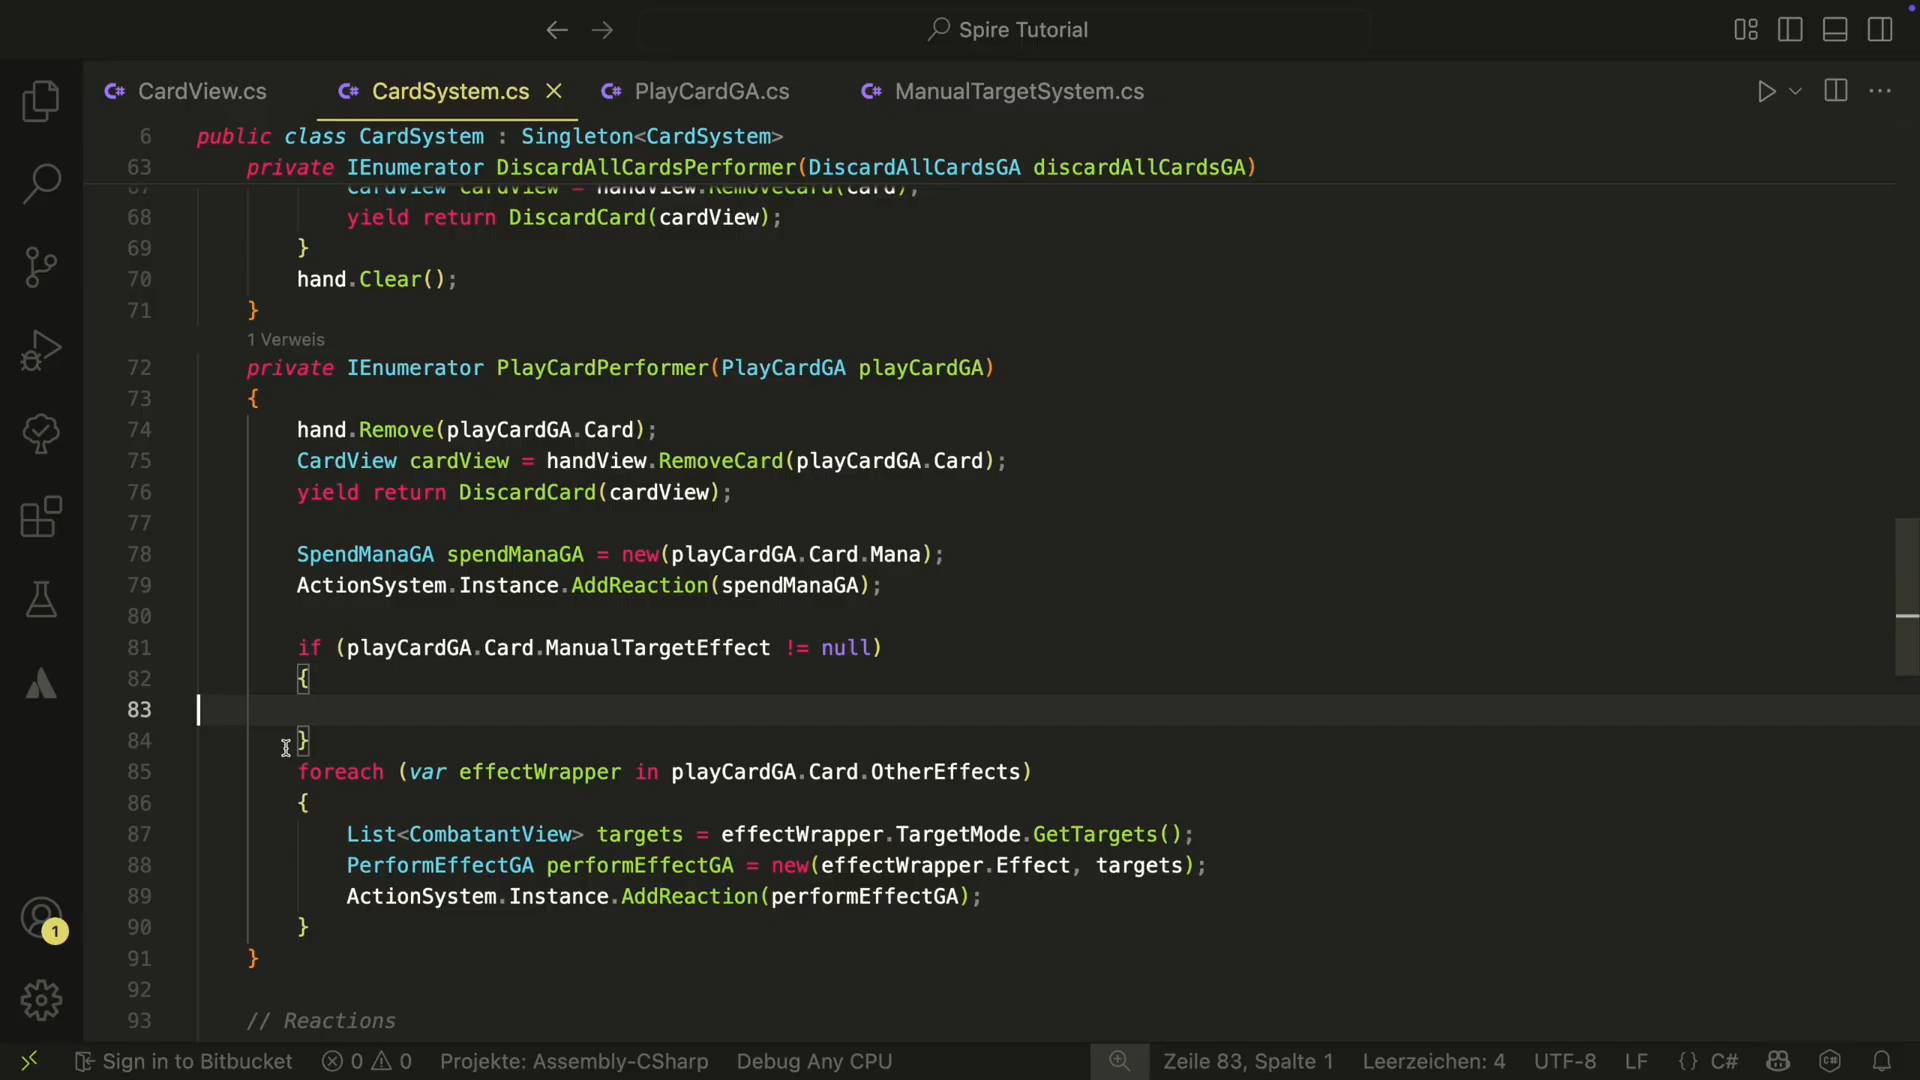 Spire Tutorial
CardView.cs
CardSystem.cs
PlayCardGA.cs
ManualTargetSystem.cs
6 public class CardSystem : Singleton<CardSystem>
63 private IEnumerator DiscardAllCardsPerformer(DiscardAllCardsGA discardAllCardsGA)
67 CardView cardView = handView.RemoveCard(card);
68 yield return DiscardCard(cardView);
69 }
70 hand.Clear();
71 }
1 Verweis
72 private IEnumerator PlayCardPerformer(PlayCardGA playCardGA)
73 {
74 hand.Remove(playCardGA.Card);
75 CardView cardView = handView.RemoveCard(playCardGA.Card);
76 yield return DiscardCard(cardView);
77
78 SpendManaGA spendManaGA = new(playCardGA.Card.Mana);
79 ActionSystem.Instance.AddReaction(spendManaGA);
80
81 if (playCardGA.Card.ManualTargetEffect != null)
82 {
83
84 }
85 foreach (var effectWrapper in playCardGA.Card.OtherEffects)
86 {
87 List<CombatantView> targets = effectWrapper.TargetMode.GetTargets();
88 PerformEffectGA performEffectGA = new(effectWrapper.Effect, targets);
89 ActionSystem.Instance.AddReaction(performEffectGA);
90 }
91 }
92
93 // Reactions
1
Sign in to Bitbucket 0 0 Projekte: Assembly-CSharp Debug Any CPU Zeile 83, Spalte 1 Leerzeichen: 4 UTF-8 LF {} C#